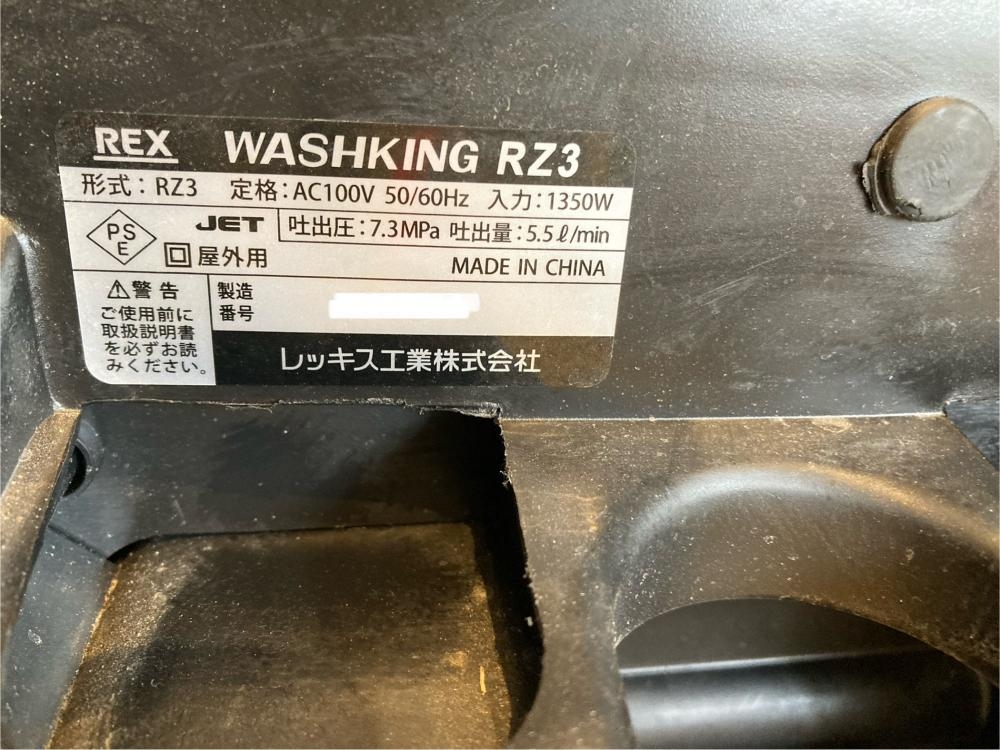 REX WASHKING RZ3
形式：RZ3 定格：AC100V 50/60Hz 入力：1350W
PS
E
JET 吐出圧：7.3MPa 吐出量：5.5ℓ/min
回屋外用
MADE IN CHINA
⚠警告
ご使用前に
取扱説明書
を必ずお読
みください。
製造
番号
レッキス工業株式会社